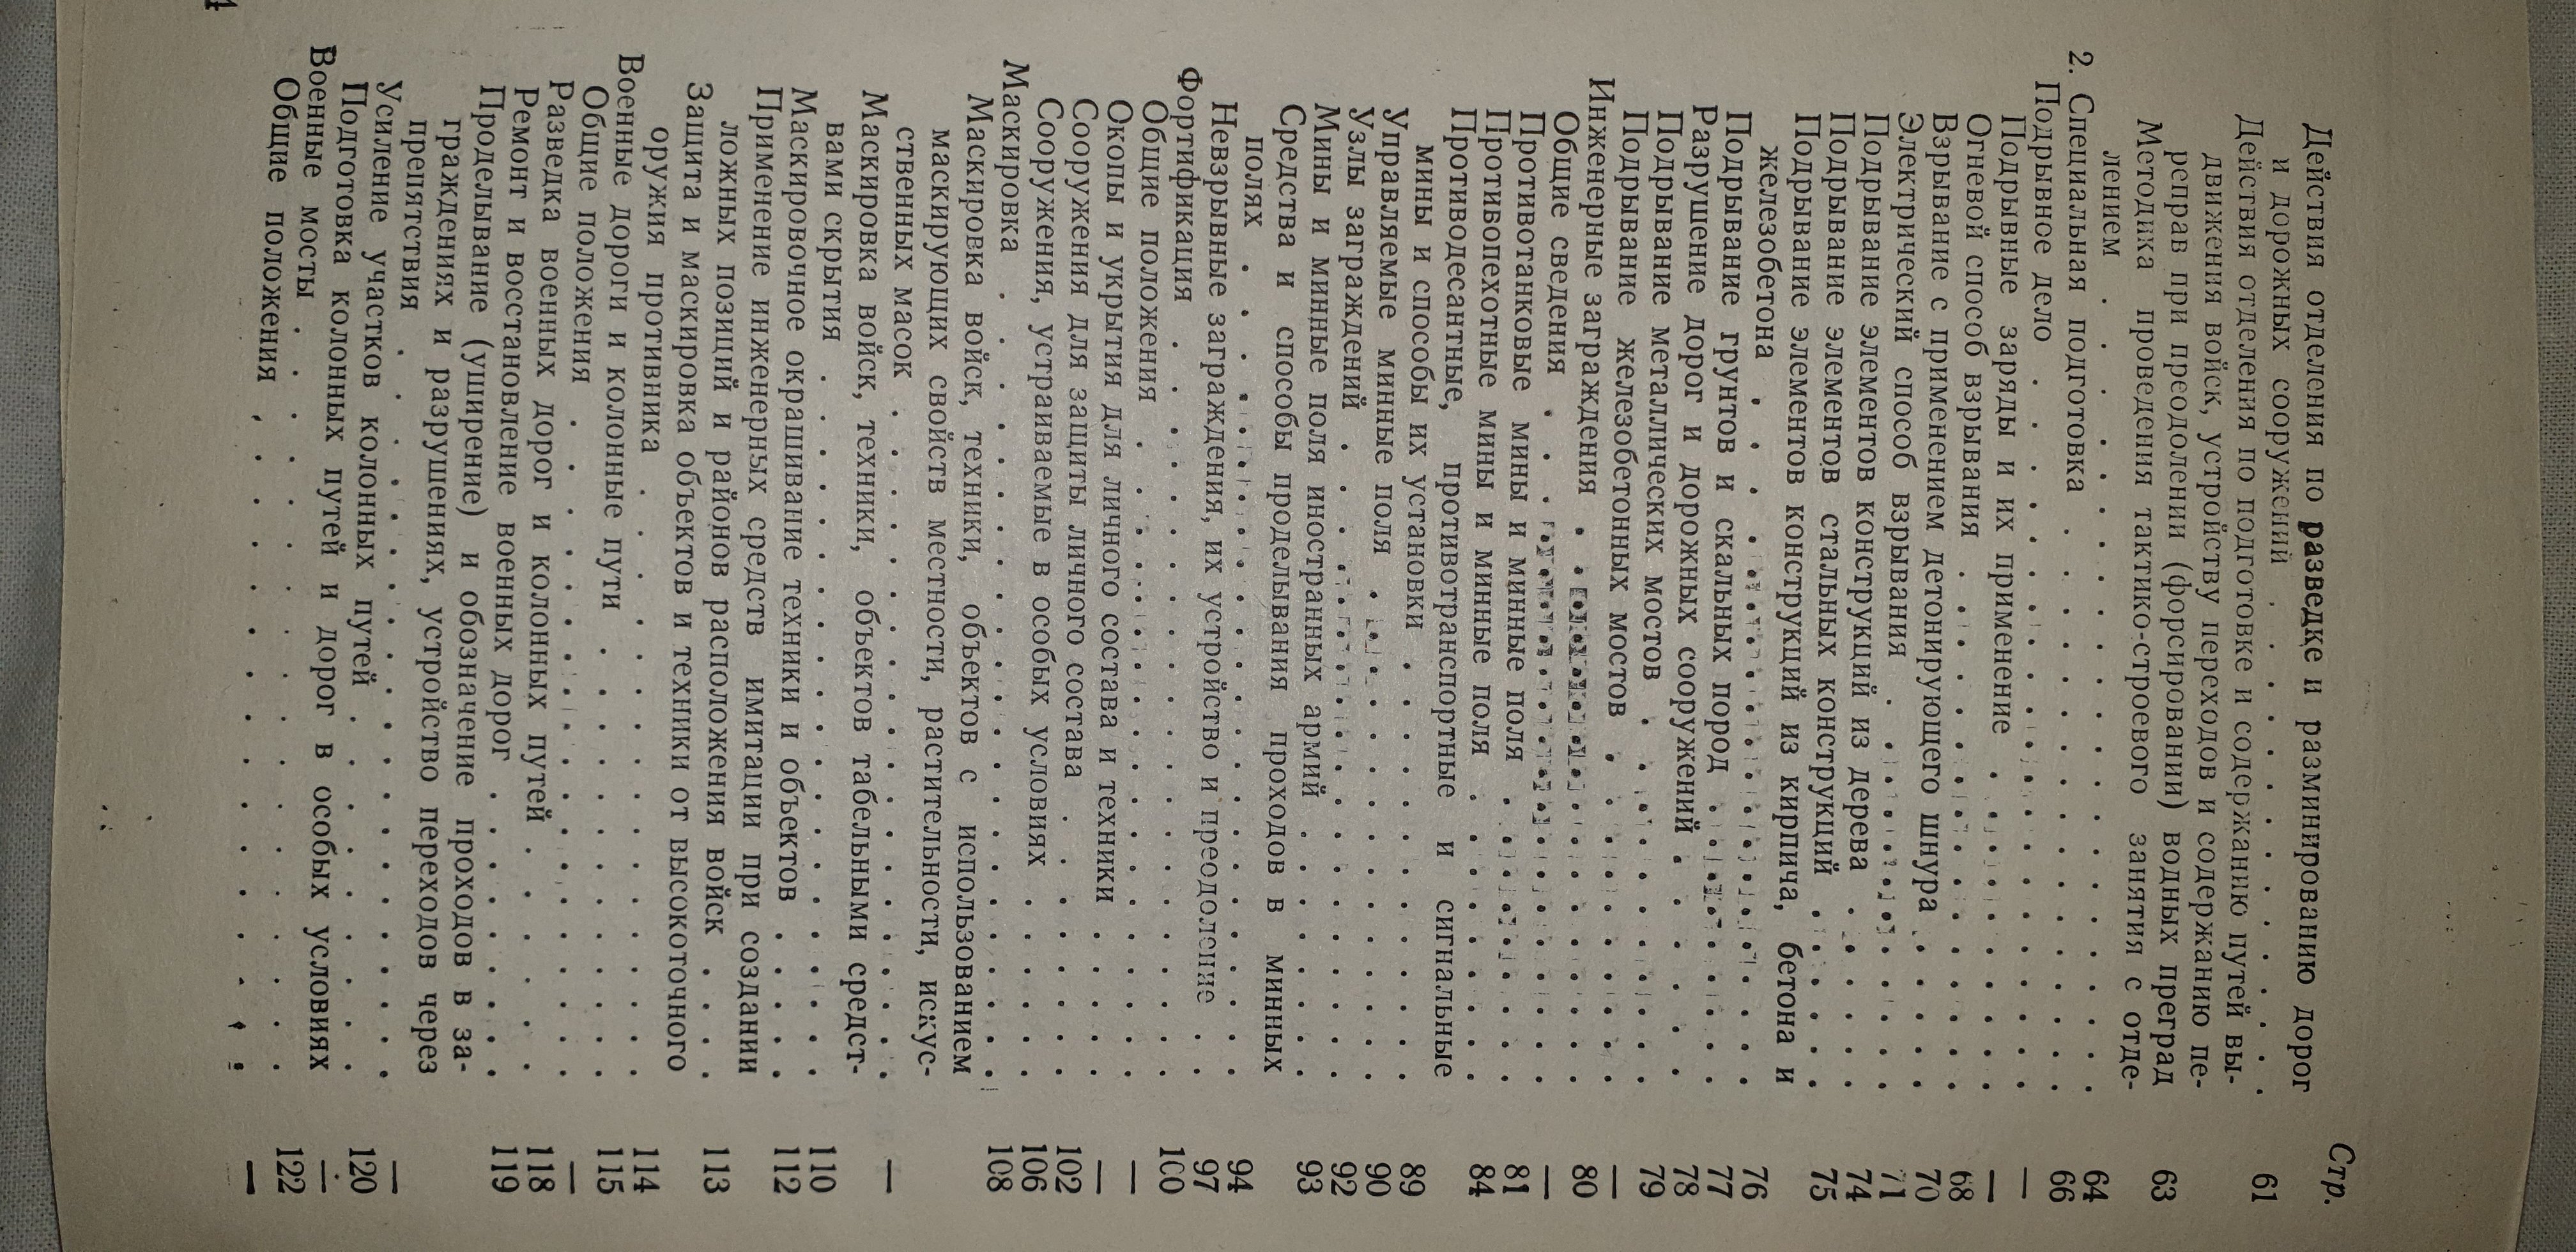 Стр.
Действия отделения по разведке и разминированию дорог
и дорожных сооружений . . . . . . . . . . 61
Действия отделения по подготовке и содержанию путей вы-
движения войск, устройству переходов и содержанию пе-
реправ при преодолении (форсировании) водных преград 63
Методика проведения тактико-строевого занятия с отде-
лением . . . . . . . . . . . . . . . . 64
2. Специальная подготовка . . . . . . . . . . . . 66
Подрывное дело . . . . . . . . . . . . . . —
Подрывные заряды и их применение . . . . . . . —
Огневой способ взрывания . . . . . . . . . . 68
Взрывание с применением детонирующего шнура . . . . 70
Электрический способ взрывания . . . . . . . . . 71
Подрывание элементов конструкций из дерева . . . . . 74
Подрывание элементов стальных конструкций . . . . . 75
Подрывание элементов конструкций из кирпича, бетона и
железобетона . . . . . . . . . . . . . . 76
Подрывание грунтов и скальных пород . . . . . . . 77
Разрушение дорог и дорожных сооружений . . . . . . 78
Подрывание металлических мостов . . . . . . . . 79
Подрывание железобетонных мостов . . . . . . . . —
Инженерные заграждения . . . . . . . . . . . . 80
Общие сведения . . . . . . . . . . . . . . —
Противотанковые мины и минные поля . . . . . . . 81
Противопехотные мины и минные поля . . . . . . . 84
Противодесантные, противотранспортные и сигнальные
мины и способы их установки . . . . . . . . . 89
Управляемые минные поля . . . . . . . . . . . 90
Узлы заграждений . . . . . . . . . . . . . 92
Мины и минные поля иностранных армий . . . . . . 93
Средства и способы проделывания проходов в минных
полях . . . . . . . . . . . . . . . . . 94
Невзрывные заграждения, их устройство и преодоление . . 97
Фортификация . . . . . . . . . . . . . . . . 100
Общие положения . . . . . . . . . . . . . . —
Окопы и укрытия для личного состава и техники . . . . —
Сооружения для защиты личного состава . . . . . . 102
Сооружения, устраиваемые в особых условиях . . . . . 106
Маскировка . . . . . . . . . . . . . . . . . 108
Маскировка войск, техники, объектов с использованием
маскирующих свойств местности, растительности, искус-
ственных масок . . . . . . . . . . . . . . —
Маскировка войск, техники, объектов табельными средст-
вами скрытия . . . . . . . . . . . . . . . 110
Маскировочное окрашивание техники и объектов . . . . 112
Применение инженерных средств имитации при создании
ложных позиций и районов расположения войск . . . . 113
Защита и маскировка объектов и техники от высокоточного
оружия противника . . . . . . . . . . . . . 114
Военные дороги и колонные пути . . . . . . . . . . 115
Общие положения . . . . . . . . . . . . . . —
Разведка военных дорог и колонных путей . . . . . . 118
Ремонт и восстановление военных дорог . . . . . . . 119
Проделывание (уширение) и обозначение проходов в за-
граждениях и разрушениях, устройство переходов через
препятствия . . . . . . . . . . . . . . . —
Усиление участков колонных путей . . . . . . . . 120
Подготовка колонных путей и дорог в особых условиях —
Военные мосты . . . . . . . . . . . . . . . . 122
Общие положения . . . . . . . . . . . . . . —
4